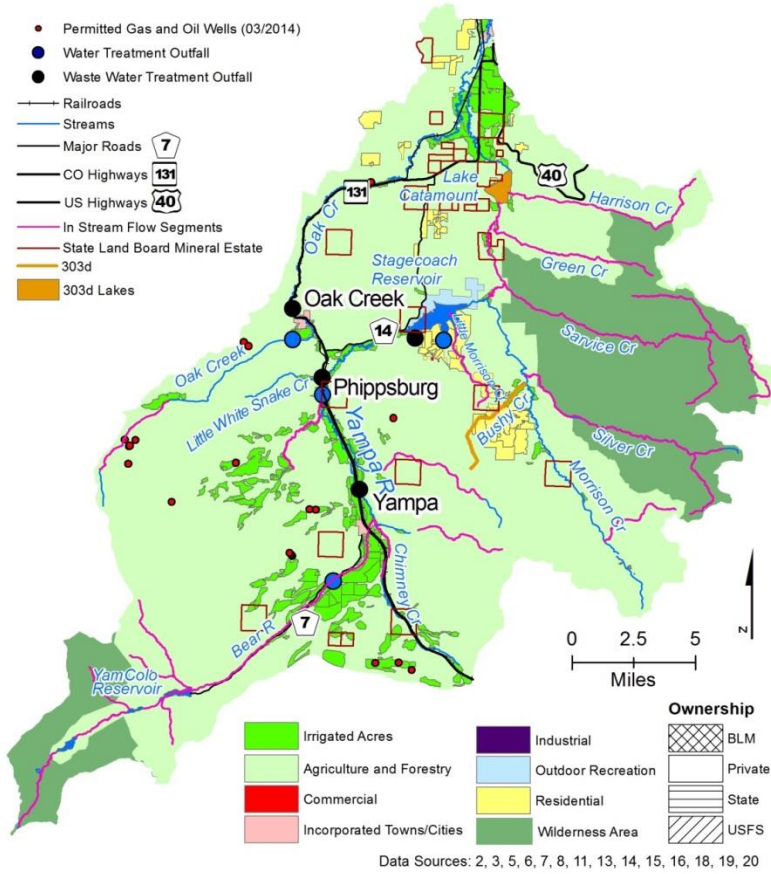 Permitted Gas and Oil Wells (03/2014)
Water Treatment Outfall
Waste Water Treatment Outfall
Railroads
Streams
Major Roads 7
CO Highways 131
US Highways 40
In Stream Flow Segments
State Land Board Mineral Estate
303d
303d Lakes
40
131
Lake
Catamount
Harrison Cr
Oak Cr
Green Cr
Stagecoach
Reservoir
Oak Creek
14
Sarvice Cr
Little Morrison Cr
Oak Creek
Phippsburg
Little White Snake Cr
Bushy Cr
Yampa R
Silver Cr
Morrison Cr
Yampa
Chimney Cr
7
Bear R
YamColo
Reservoir
N
0 2.5 5
Miles
Irrigated Acres
Agriculture and Forestry
Commercial
Incorporated Towns/Cities
Industrial
Outdoor Recreation
Residential
Wilderness Area
Ownership
BLM
Private
State
USFS
Data Sources: 2, 3, 5, 6, 7, 8, 11, 13, 14, 15, 16, 18, 19, 20